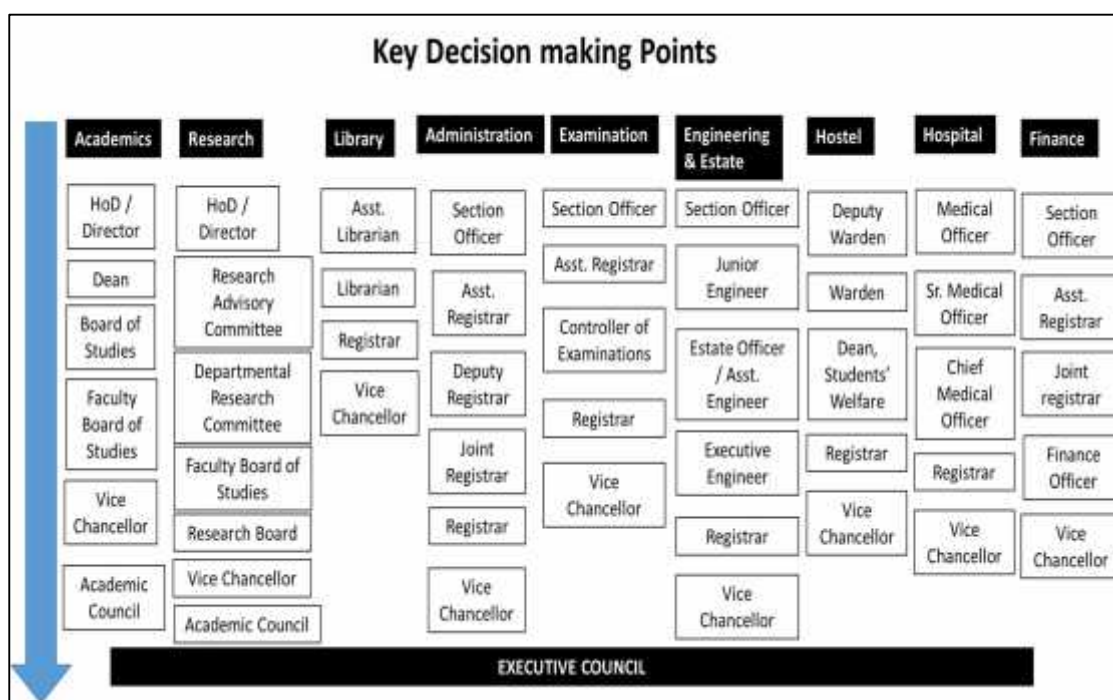 Key Decision making Points
Academics
HoD /
Director
Dean
Board of
Studies
Faculty
Board of
Studies
Vice
Chancellor
Academic
Council
Research
HoD /
Director
Research
Advisory
Committee
Departmental
Research
Committee
Faculty Board of
Studies
Research Board
Vice Chancellor
Academic Council
Library
Asst.
Librarian
Librarian
Registrar
Vice
Chancellor
Administration
Section
Officer
Asst.
Registrar
Deputy
Registrar
Joint
Registrar
Registrar
Vice
Chancellor
Examination
Section Officer
Asst. Registrar
Controller of
Examinations
Registrar
Vice
Chancellor
Engineering
& Estate
Section Officer
Junior
Engineer
Estate Officer
/ Asst.
Engineer
Executive
Engineer
Registrar
Vice
Chancellor
Hostel
Deputy
Warden
Warden
Dean,
Students'
Welfare
Registrar
Vice
Chancellor
Hospital
Medical
Officer
Sr. Medical
Officer
Chief
Medical
Officer
Registrar
Vice
Chancellor
Finance
Section
Officer
Asst.
Registrar
Joint
registrar
Finance
Officer
Vice
Chancellor
EXECUTIVE COUNCIL